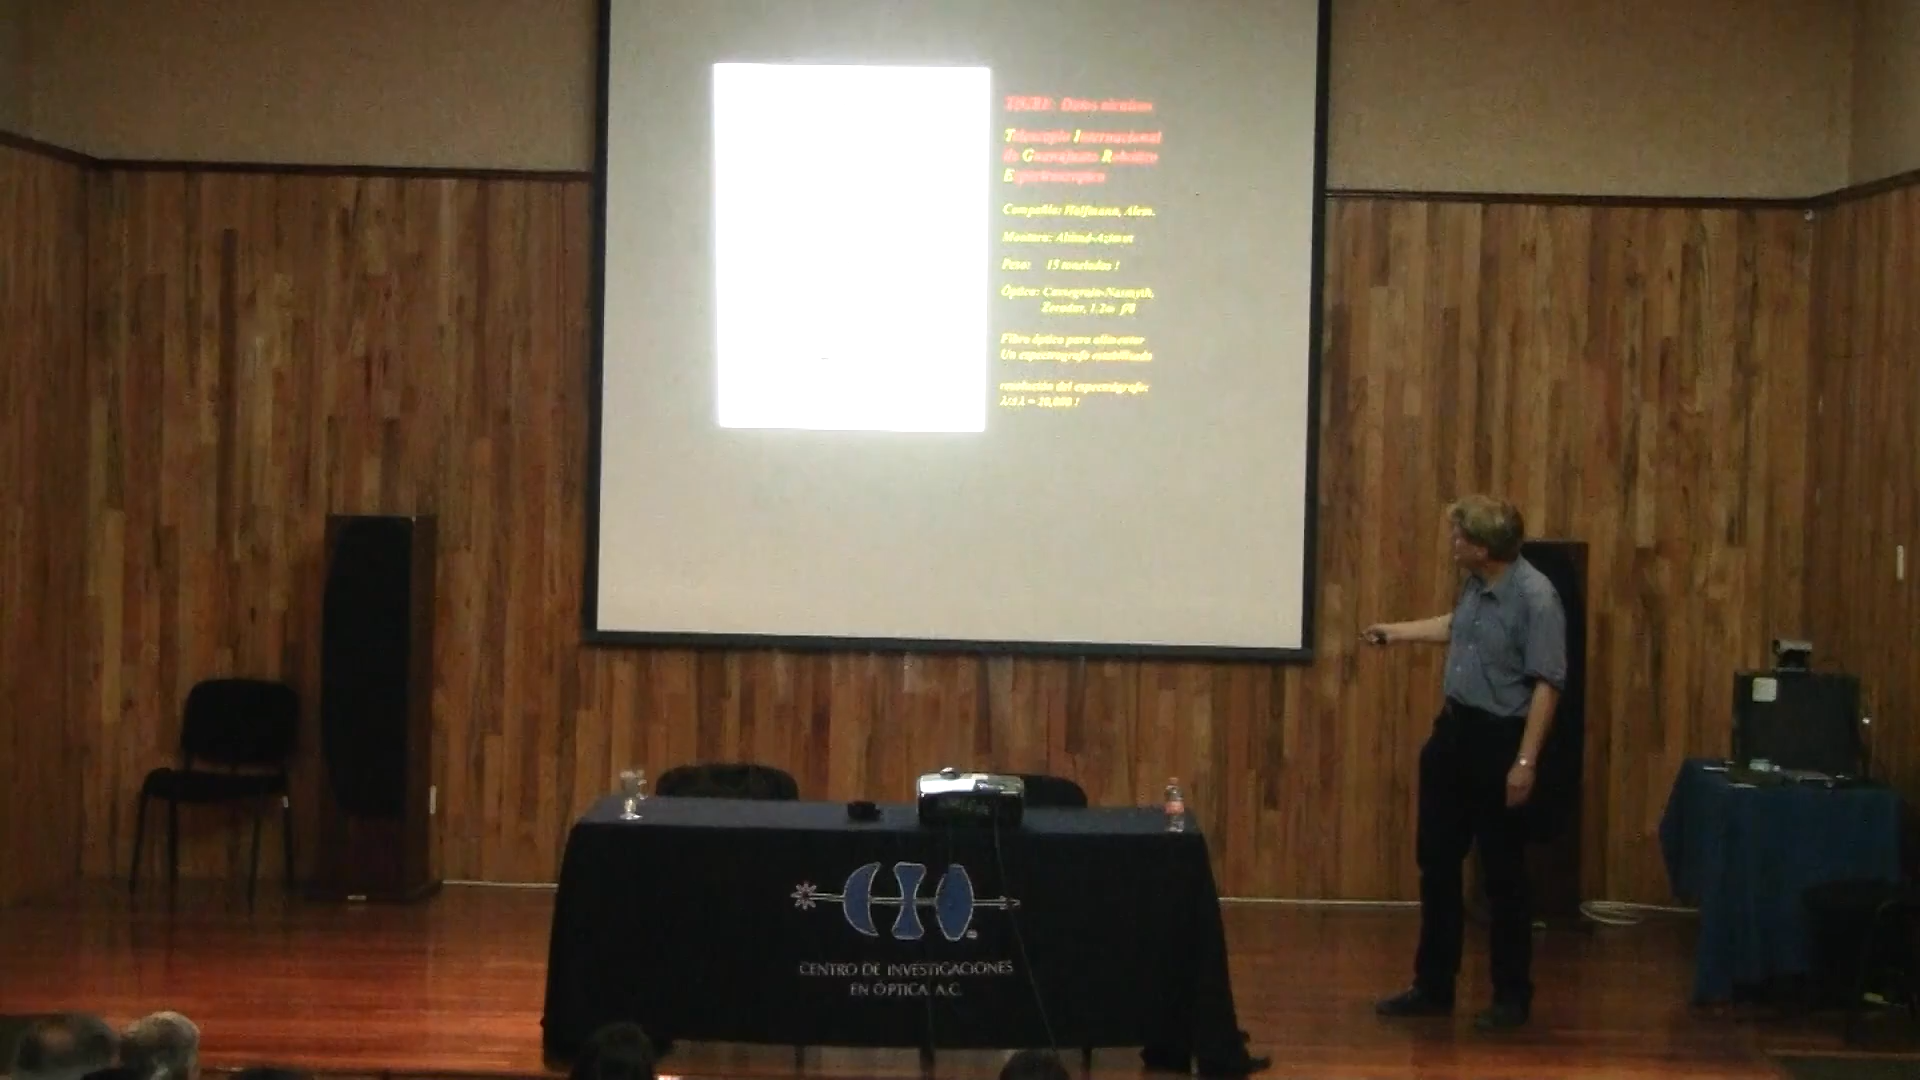 TIGRE: Datos técnicos
Telescopio Internacional
de Guanajuato Robótico
Espectroscópico
Compañía: Halfmann, Alem.
Montura: Altitud-Azimut
Peso: 15 toneladas !
Óptica: Cassegrain-Nasmyth,
Zerodur, 1.2m f/8
Fibra óptica para alimentar
Un espectrógrafo estabilizado
resolución del espectrógrafo:
λ/δλ = 20,000 !
CENTRO DE INVESTIGACIONES
EN ÓPTICA, A.C.